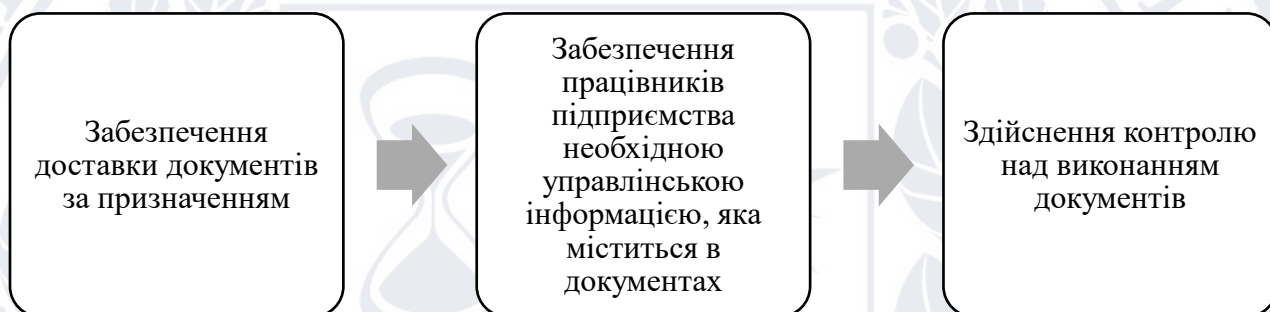 Забезпечення
доставки документів
за призначенням
Забезпечення
працівників
підприємства
необхідною
управлінською
інформацією, яка
міститься в
документах
Здійснення контролю
над виконанням
документів